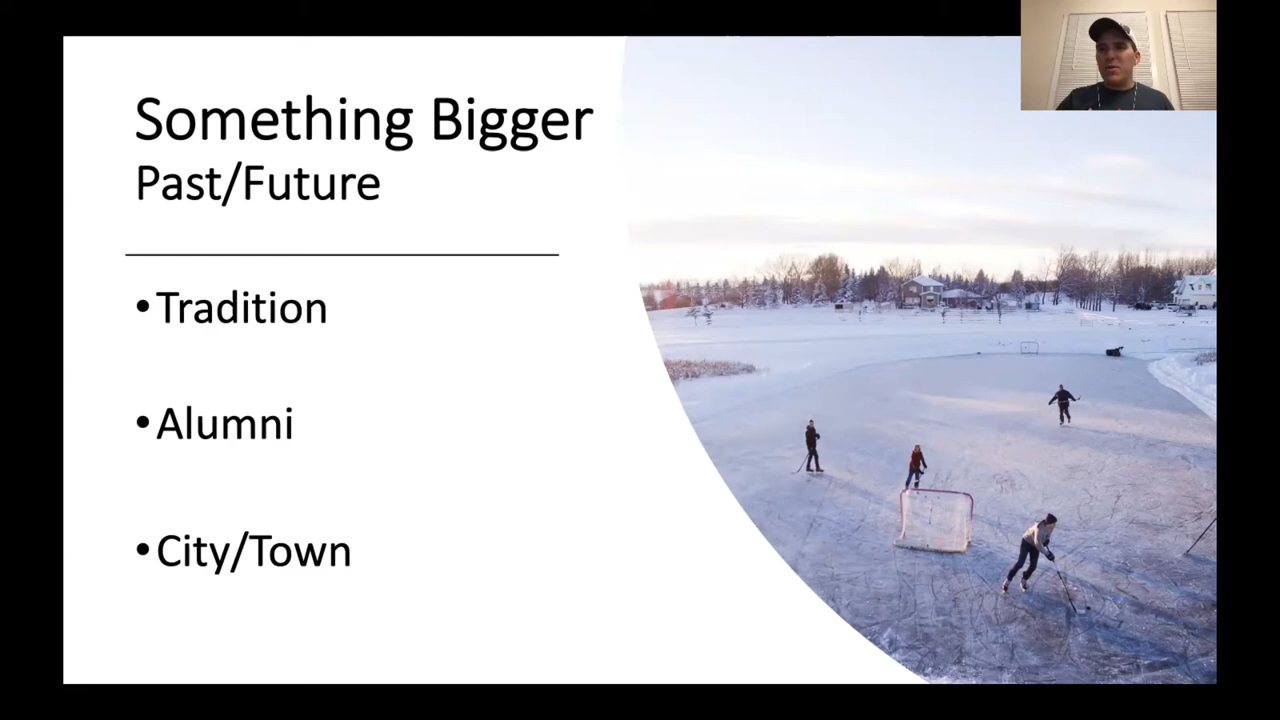 Something Bigger
Past/Future
•Tradition
•Alumni
•City/Town